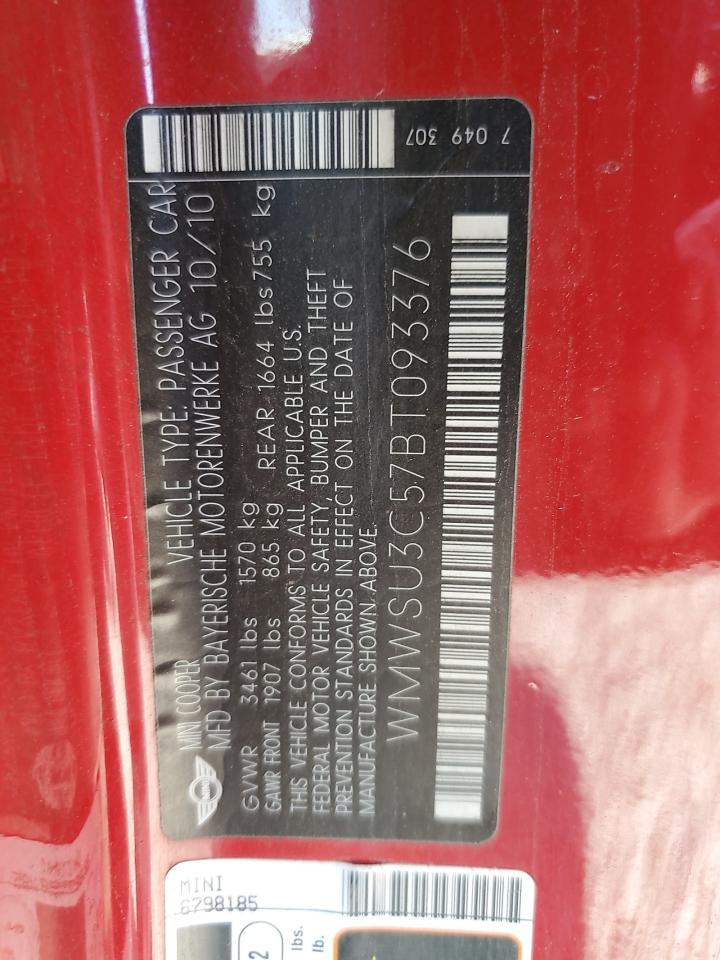 MINI COOPER VEHICLE TYPE: PASSENGER CAR
MFD BY BAYERISCHE MOTORENWERKE AG 10/10
GVWR 3461 lbs 1570 kg
GAWR FRONT 1907 lbs 865 kg REAR 1664 lbs 755 kg
THIS VEHICLE CONFORMS TO ALL APPLICABLE U.S.
FEDERAL MOTOR VEHICLE SAFETY, BUMPER AND THEFT
PREVENTION STANDARDS IN EFFECT ON THE DATE OF
MANUFACTURE SHOWN ABOVE.
WMWSU3C57BT093376
7 049 307
MINI
6798185
2
lbs.
lb.